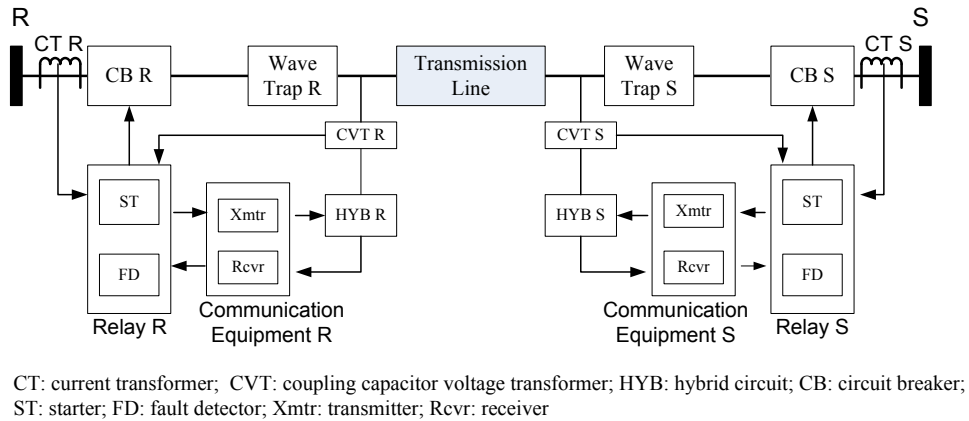 R
S
CT R
CT S
CB R
Wave
Trap R
Transmission
Line
Wave
Trap S
CB S
CVT R
CVT S
ST
FD
Relay R
Xmtr
Rcvr
Communication
Equipment R
HYB R
HYB S
Xmtr
Rcvr
Communication
Equipment S
ST
FD
Relay S
CT: current transformer; CVT: coupling capacitor voltage transformer; HYB: hybrid circuit; CB: circuit breaker;
ST: starter; FD: fault detector; Xmtr: transmitter; Rcvr: receiver